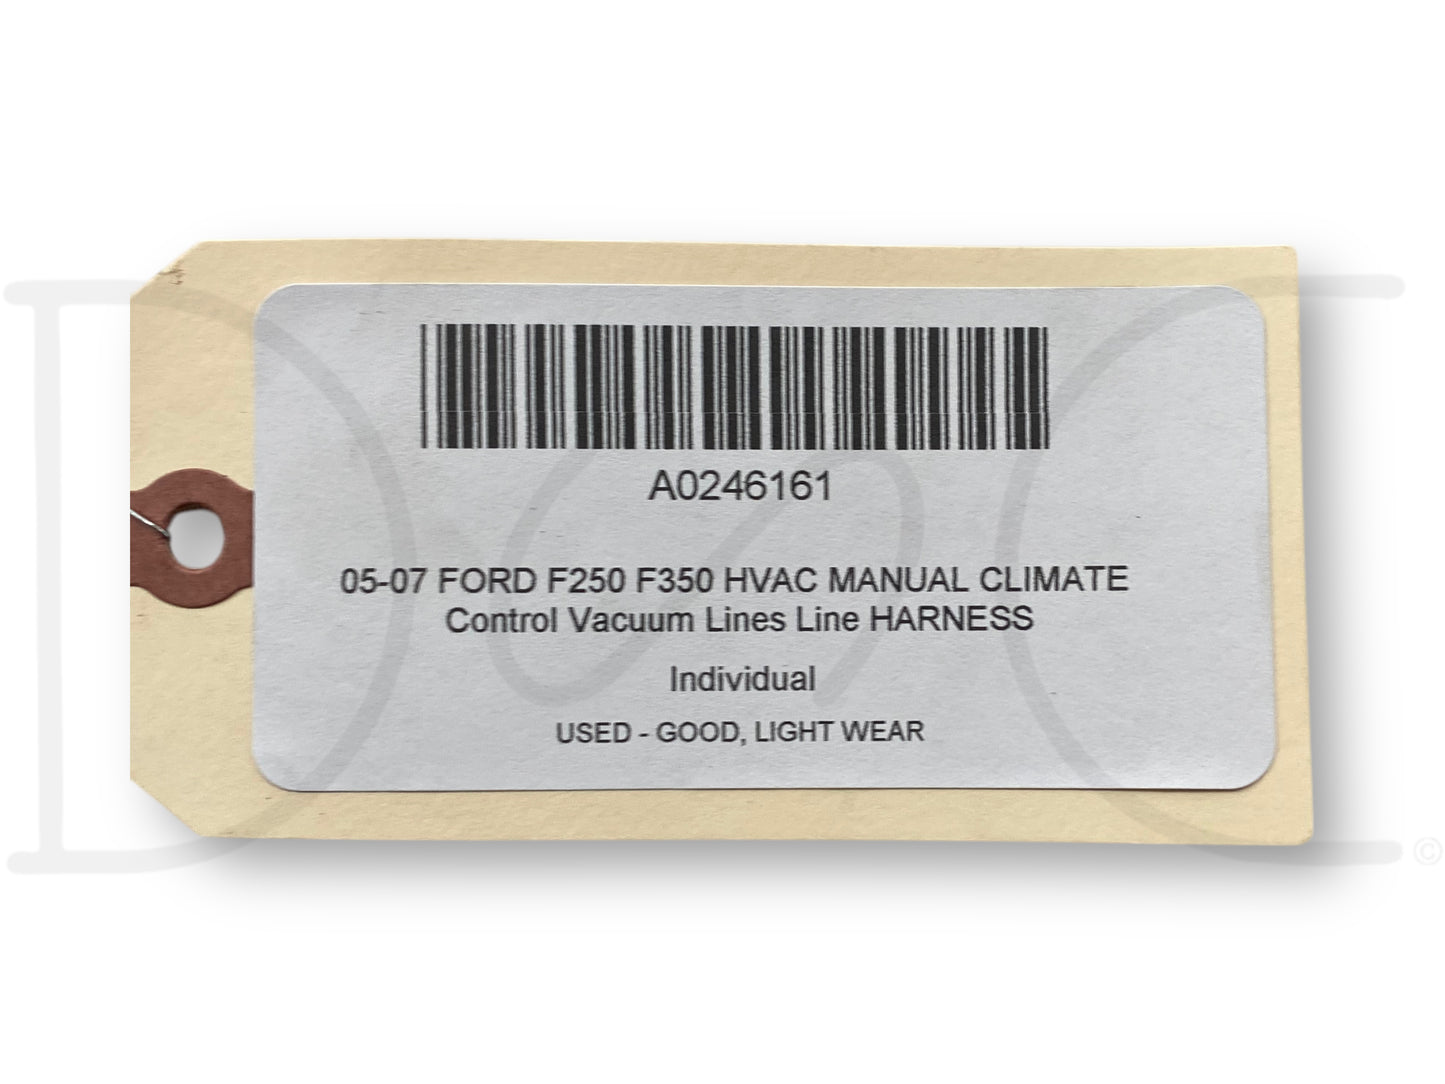 A0246161
05-07 FORD F250 F350 HVAC MANUAL CLIMATE
Control Vacuum Lines Line HARNESS
Individual
USED - GOOD, LIGHT WEAR
©